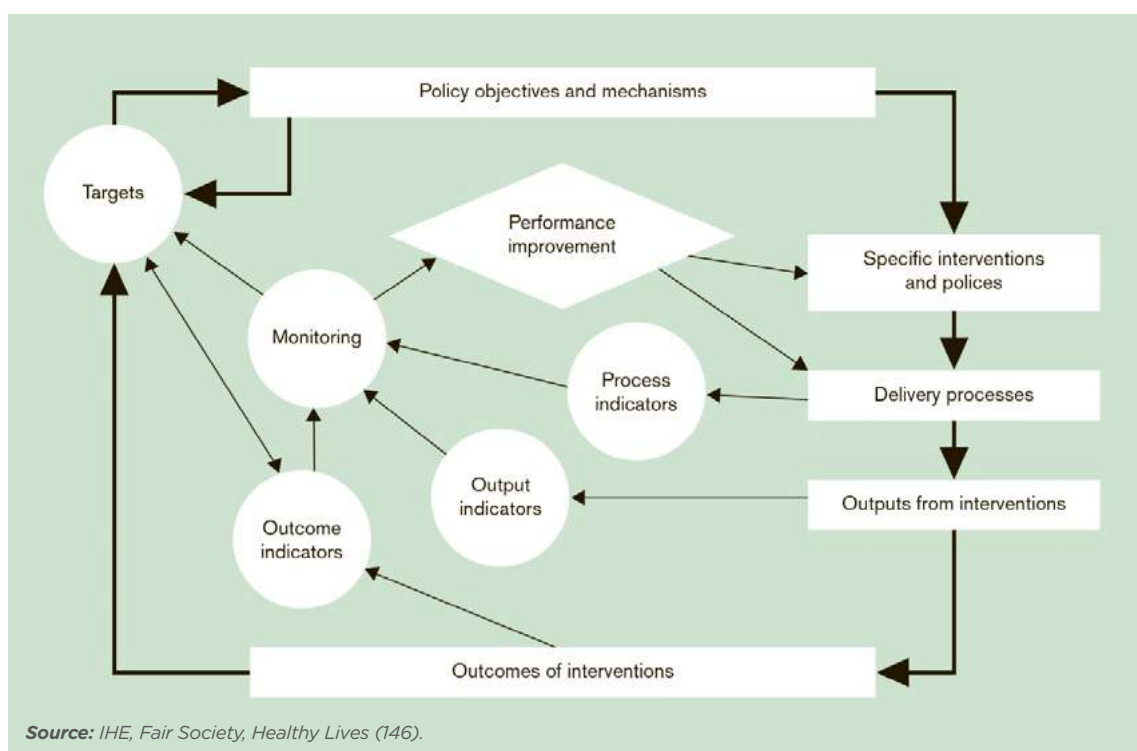 Policy objectives and mechanisms
Targets
Performance
improvement
Specific interventions
and polices
Monitoring
Process
indicators
Delivery processes
Output
indicators
Outputs from interventions
Outcome
indicators
Outcomes of interventions
Source: IHE, Fair Society, Healthy Lives (146).